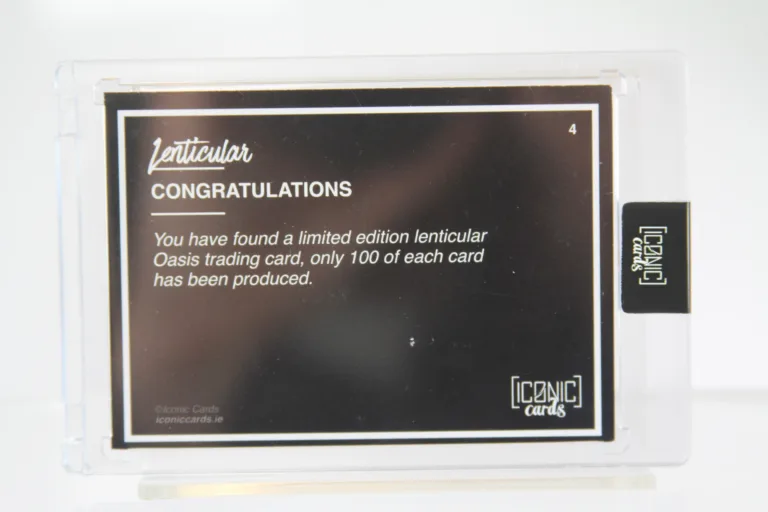 4
Lenticular
CONGRATULATIONS
You have found a limited edition lenticular
Oasis trading card, only 100 of each card
has been produced.
[ICONIC]
cards
©Iconic Cards
iconiccards.ie
[ICONIC]
cards